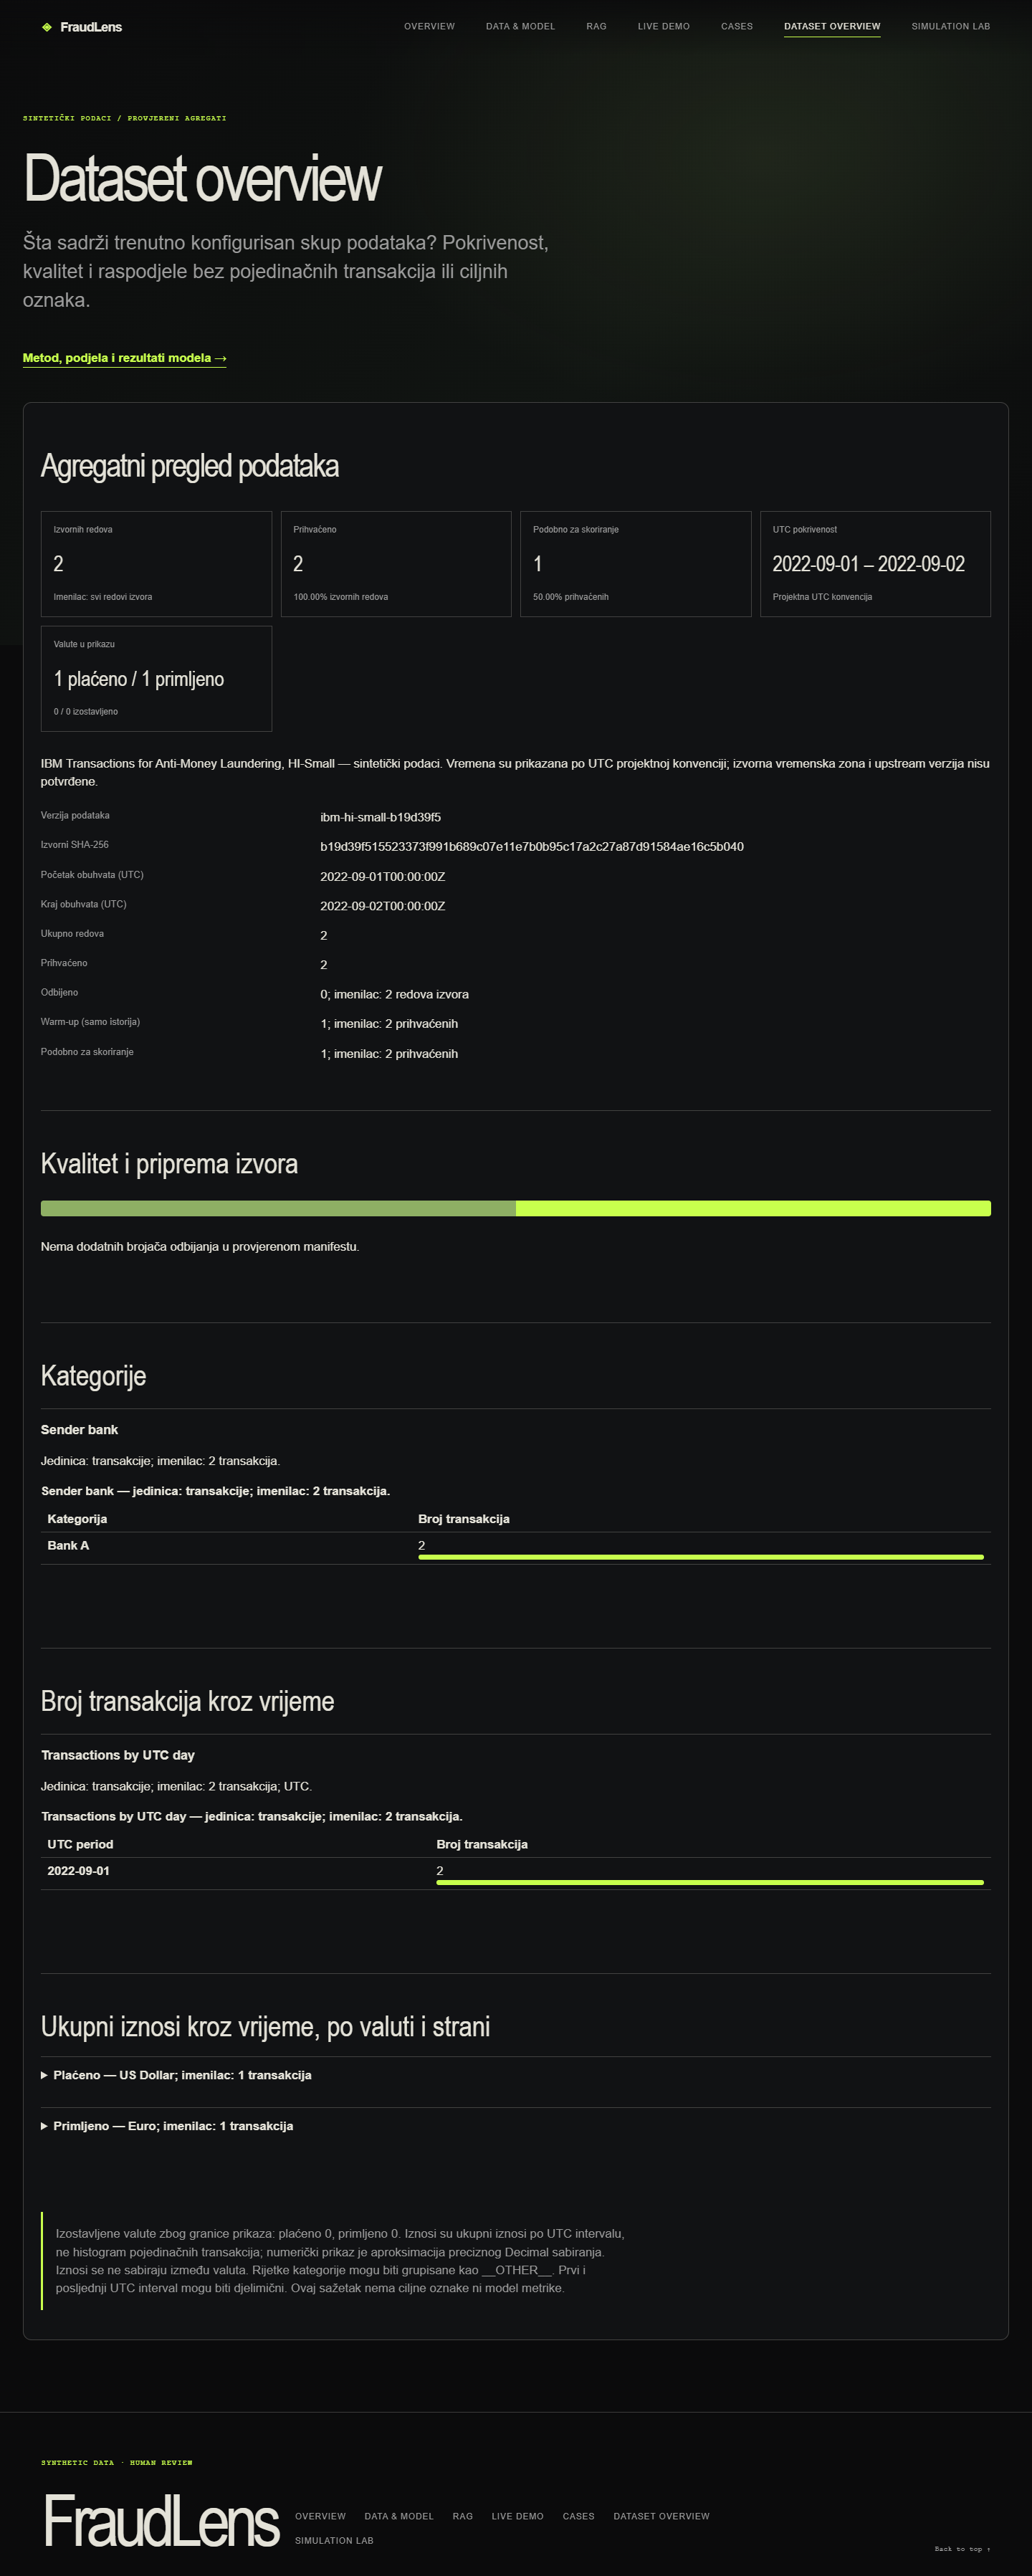 FraudLens
OVERVIEW DATA & MODEL RAG LIVE DEMO CASES DATASET OVERVIEW SIMULATION LAB
SINTETIČKI PODACI / PROVJERENI AGREGATI
Dataset overview
Šta sadrži trenutno konfigurisan skup podataka? Pokrivenost,
kvalitet i raspodjele bez pojedinačnih transakcija ili ciljnih
oznaka.
Metod, podjela i rezultati modela →
Agregatni pregled podataka
Izvornih redova
2
Imenilac: svi redovi izvora
Prihvaćeno
2
100.00% izvornih redova
Podobno za skoriranje
1
50.00% prihvaćenih
UTC pokrivenost
2022-09-01 – 2022-09-02
Projektna UTC konvencija
Valute u prikazu
1 plaćeno / 1 primljeno
0 / 0 izostavljeno
IBM Transactions for Anti-Money Laundering, HI-Small — sintetički podaci. Vremena su prikazana po UTC projektnoj konvenciji; izvorna vremenska zona i upstream verzija nisu
potvrđene.
Verzija podataka ibm-hi-small-b19d39f5
Izvorni SHA-256 b19d39f515523373f991b689c07e11e7b0b95c17a2c27a87d91584ae16c5b040
Početak obuhvata (UTC) 2022-09-01T00:00:00Z
Kraj obuhvata (UTC) 2022-09-02T00:00:00Z
Ukupno redova 2
Prihvaćeno 2
Odbijeno 0; imenilac: 2 redova izvora
Warm-up (samo istorija) 1; imenilac: 2 prihvaćenih
Podobno za skoriranje 1; imenilac: 2 prihvaćenih
Kvalitet i priprema izvora
Nema dodatnih brojača odbijanja u provjerenom manifestu.
Kategorije
Sender bank
Jedinica: transakcije; imenilac: 2 transakcija.
Sender bank — jedinica: transakcije; imenilac: 2 transakcija.
Kategorija Broj transakcija
Bank A 2
Broj transakcija kroz vrijeme
Transactions by UTC day
Jedinica: transakcije; imenilac: 2 transakcija; UTC.
Transactions by UTC day — jedinica: transakcije; imenilac: 2 transakcija.
UTC period Broj transakcija
2022-09-01 2
Ukupni iznosi kroz vrijeme, po valuti i strani
▶ Plaćeno — US Dollar; imenilac: 1 transakcija
▶ Primljeno — Euro; imenilac: 1 transakcija
Izostavljene valute zbog granice prikaza: plaćeno 0, primljeno 0. Iznosi su ukupni iznosi po UTC intervalu,
ne histogram pojedinačnih transakcija; numerički prikaz je aproksimacija preciznog Decimal sabiranja.
Iznosi se ne sabiraju između valuta. Rijetke kategorije mogu biti grupisane kao __OTHER__. Prvi i
posljednji UTC interval mogu biti djelimični. Ovaj sažetak nema ciljne oznake ni model metrike.
SYNTHETIC DATA · HUMAN REVIEW
FraudLens
OVERVIEW DATA & MODEL RAG LIVE DEMO CASES DATASET OVERVIEW
SIMULATION LAB
Back to top ↑